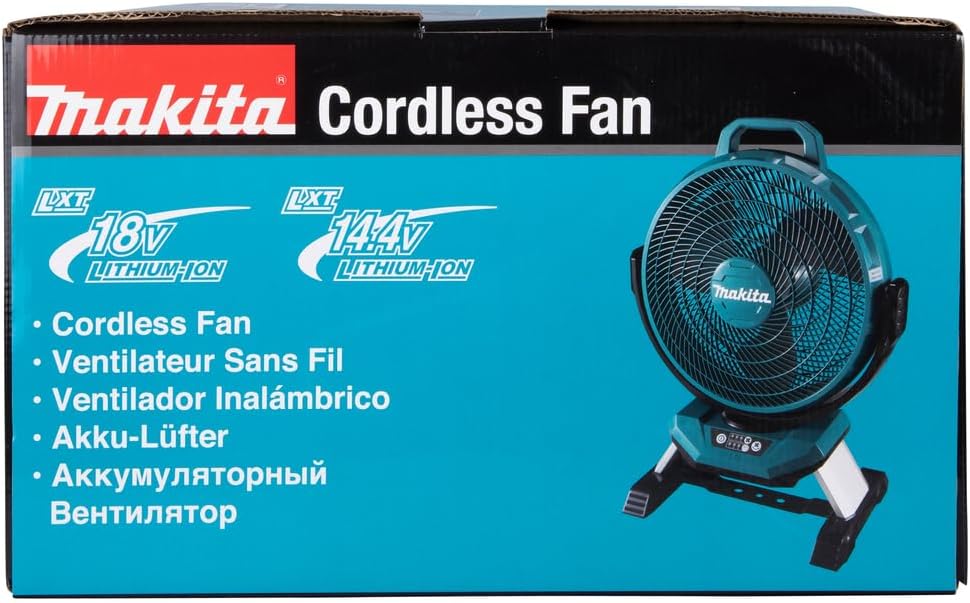 makita® Cordless Fan
LXT LXT
18V 14.4V
LITHIUM-ION LITHIUM-ION
• Cordless Fan
• Ventilateur Sans Fil
• Ventilador Inalámbrico
• Akku-Lüfter
• Аккумуляторный
Вентилятор
makita